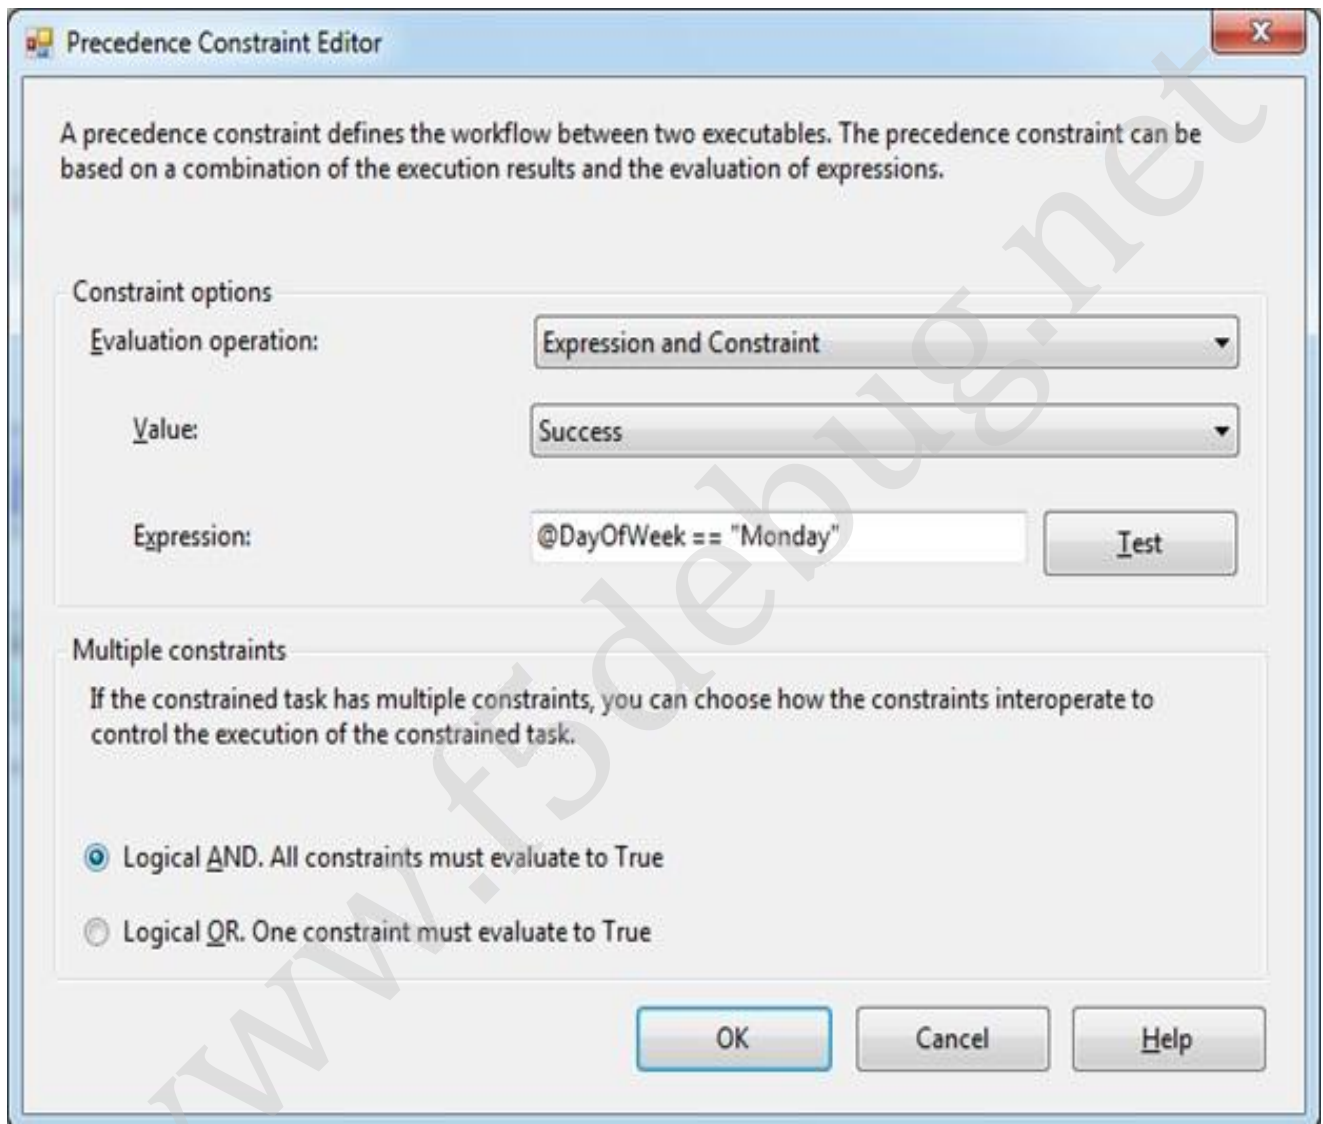 Precedence Constraint Editor
A precedence constraint defines the workflow between two executables. The precedence constraint can be
based on a combination of the execution results and the evaluation of expressions.
Constraint options
Evaluation operation:
Expression and Constraint
Value:
Success
Expression:
@DayOfWeek == "Monday"
Test
Multiple constraints
If the constrained task has multiple constraints, you can choose how the constraints interoperate to
control the execution of the constrained task.
Logical AND. All constraints must evaluate to True
Logical OR. One constraint must evaluate to True
OK
Cancel
Help
www.f5debug.net